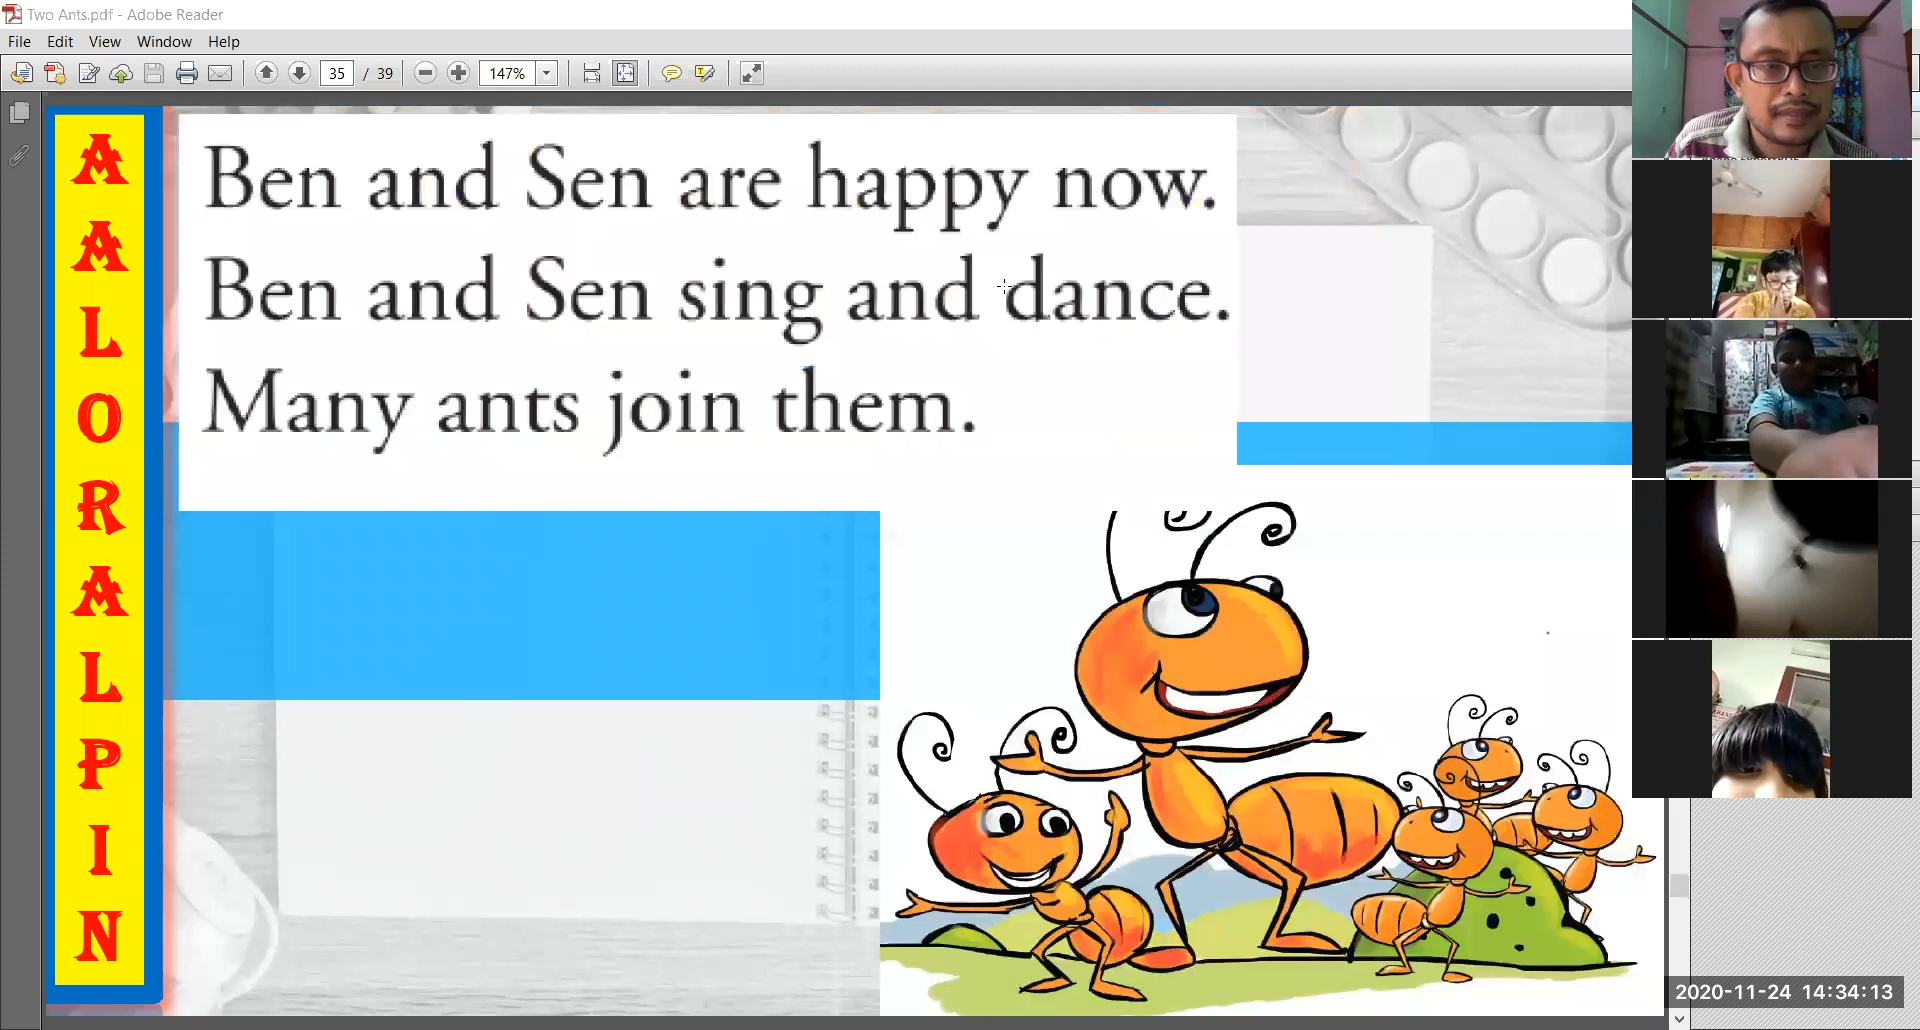 Two Ants.pdf - Adobe Reader
File Edit View Window Help
35 / 39 147%
A
A
L
O
R
A
L
P
I
N
Ben and Sen are happy now.
Ben and Sen sing and dance.
Many ants join them.
2020-11-24 14:34:13